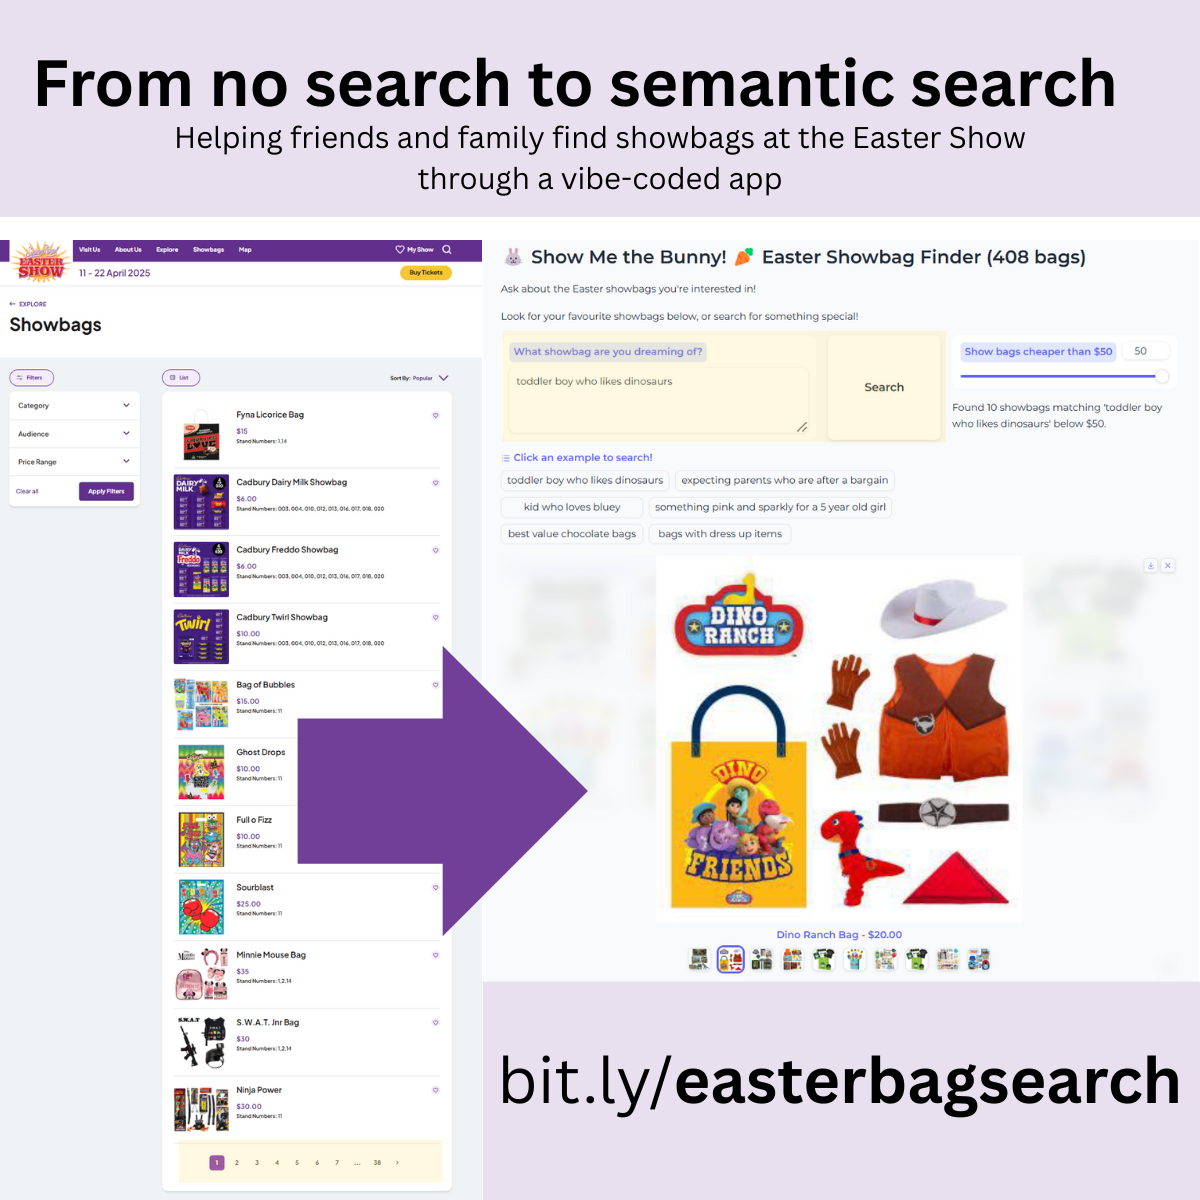 From no search to semantic search
Helping friends and family find showbags at the Easter Show
through a vibe-coded app
EASTER
SHOW
Visit Us
About Us
Explore
Showbags
Map
My Show
11 - 22 April 2025
Buy Tickets
← EXPLORE
Showbags
Filters
List
Sort By: Popular
Category
Audience
Price Range
Clear all
Apply Filters
Fyna Licorice Bag
$15
Stand Numbers: 1,14
DAIRY
MILK
Cadbury Dairy Milk Showbag
$6.00
Stand Numbers: 003, 004, 010, 012, 013, 016, 017, 018, 020
Freddo
Cadbury Freddo Showbag
$6.00
Stand Numbers: 003, 004, 010, 012, 013, 016, 017, 018, 020
Twirl
Cadbury Twirl Showbag
$10.00
Stand Numbers: 003, 004, 010, 012, 013, 016, 017, 018, 020
Bag of Bubbles
$15.00
Stand Numbers: 11
Ghost Drops
$10.00
Stand Numbers: 11
Full o Fizz
$10.00
Stand Numbers: 11
Sourblast
$25.00
Stand Numbers: 11
Minnie Mouse Bag
$35
Stand Numbers: 1,2,14
S.W.A.T.
S.W.A.T. Jnr Bag
$30
Stand Numbers: 1,2,14
Ninja Power
$30.00
Stand Numbers: 11
1 2 3 4 5 6 7 ... 38 >
Show Me the Bunny! Easter Showbag Finder (408 bags)
Ask about the Easter showbags you're interested in!
Look for your favourite showbags below, or search for something special!
What showbag are you dreaming of?
toddler boy who likes dinosaurs
Search
Show bags cheaper than $50
50
Found 10 showbags matching 'toddler boy
who likes dinosaurs' below $50.
Click an example to search!
toddler boy who likes dinosaurs
expecting parents who are after a bargain
kid who loves bluey
something pink and sparkly for a 5 year old girl
best value chocolate bags
bags with dress up items
DINO
RANCH
DINO
FRIENDS
Dino Ranch Bag - $20.00
bit.ly/easterbagsearch